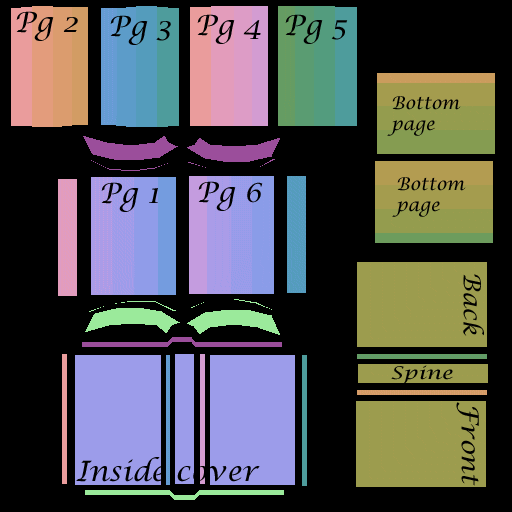 Pg 2
Pg 3
Pg 4
Pg 5
Bottom
page
Bottom
page
Pg 1
Pg 6
Back
Spine
Front
Inside cover